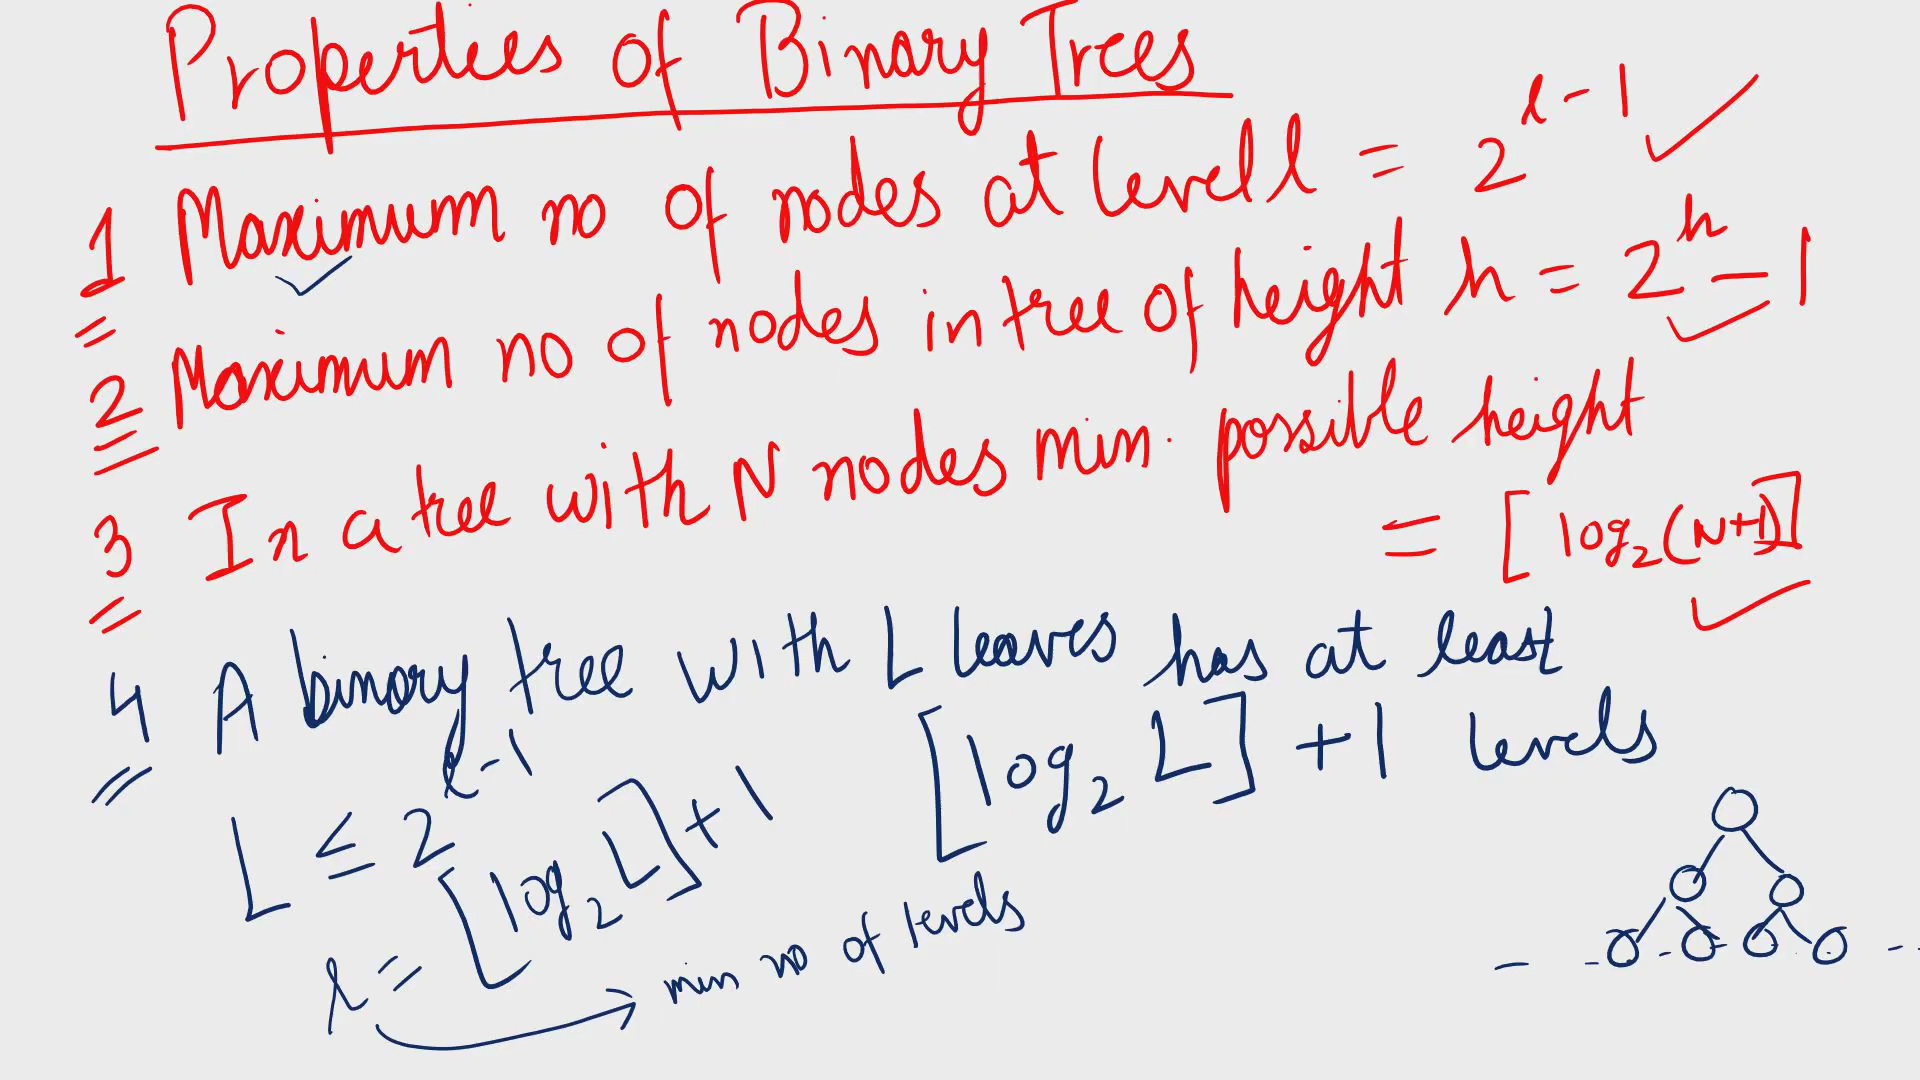 Properties of Binary Trees
1 Maximum no of nodes at level l = 2^{l-1}
2 Maximum no of nodes in tree of height h = 2^h - 1
3 In a tree with N nodes min. possible height
= [log₂(N+1)]
4 A binary tree with L leaves has at least
[log₂ L] + 1 levels
L ≤ 2^{l-1}
l = [log₂ L] + 1
min no of levels